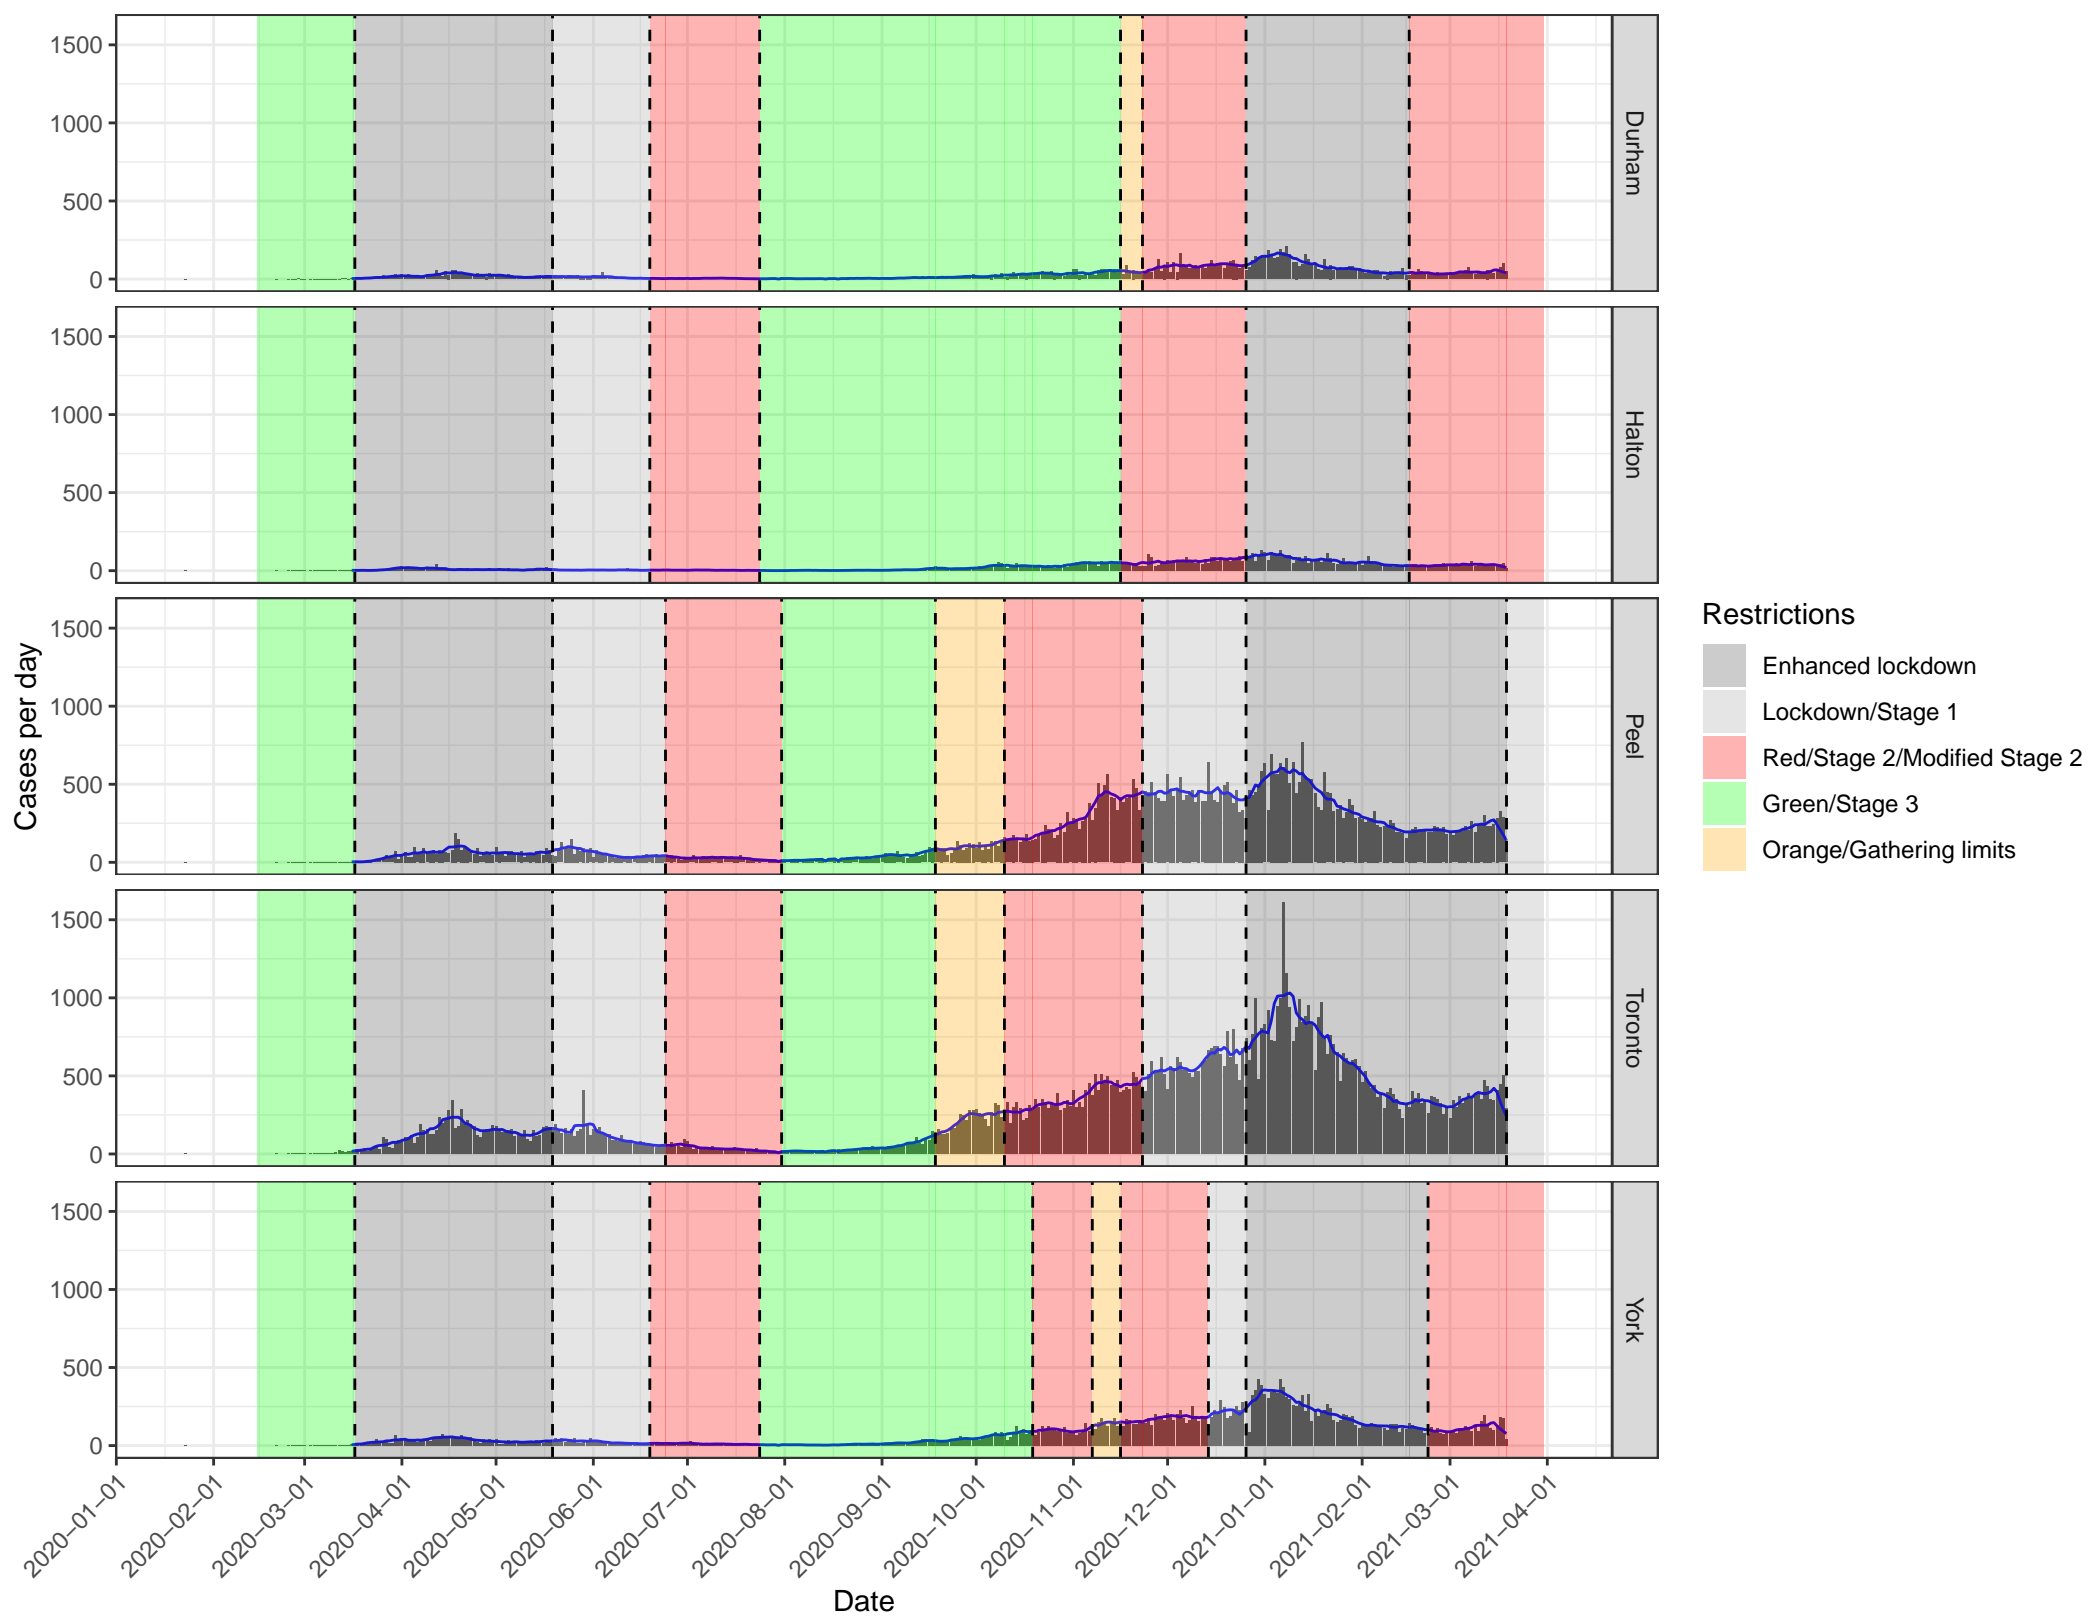 1500
1000
500
0
Durham
1500
1000
500
0
Halton
1500
1000
500
0
Peel
1500
1000
500
0
Toronto
1500
1000
500
0
York
Cases per day
2020−01−01
2020−02−01
2020−03−01
2020−04−01
2020−05−01
2020−06−01
2020−07−01
2020−08−01
2020−09−01
2020−10−01
2020−11−01
2020−12−01
2021−01−01
2021−02−01
2021−03−01
2021−04−01
Date
Restrictions
Enhanced lockdown
Lockdown/Stage 1
Red/Stage 2/Modified Stage 2
Green/Stage 3
Orange/Gathering limits